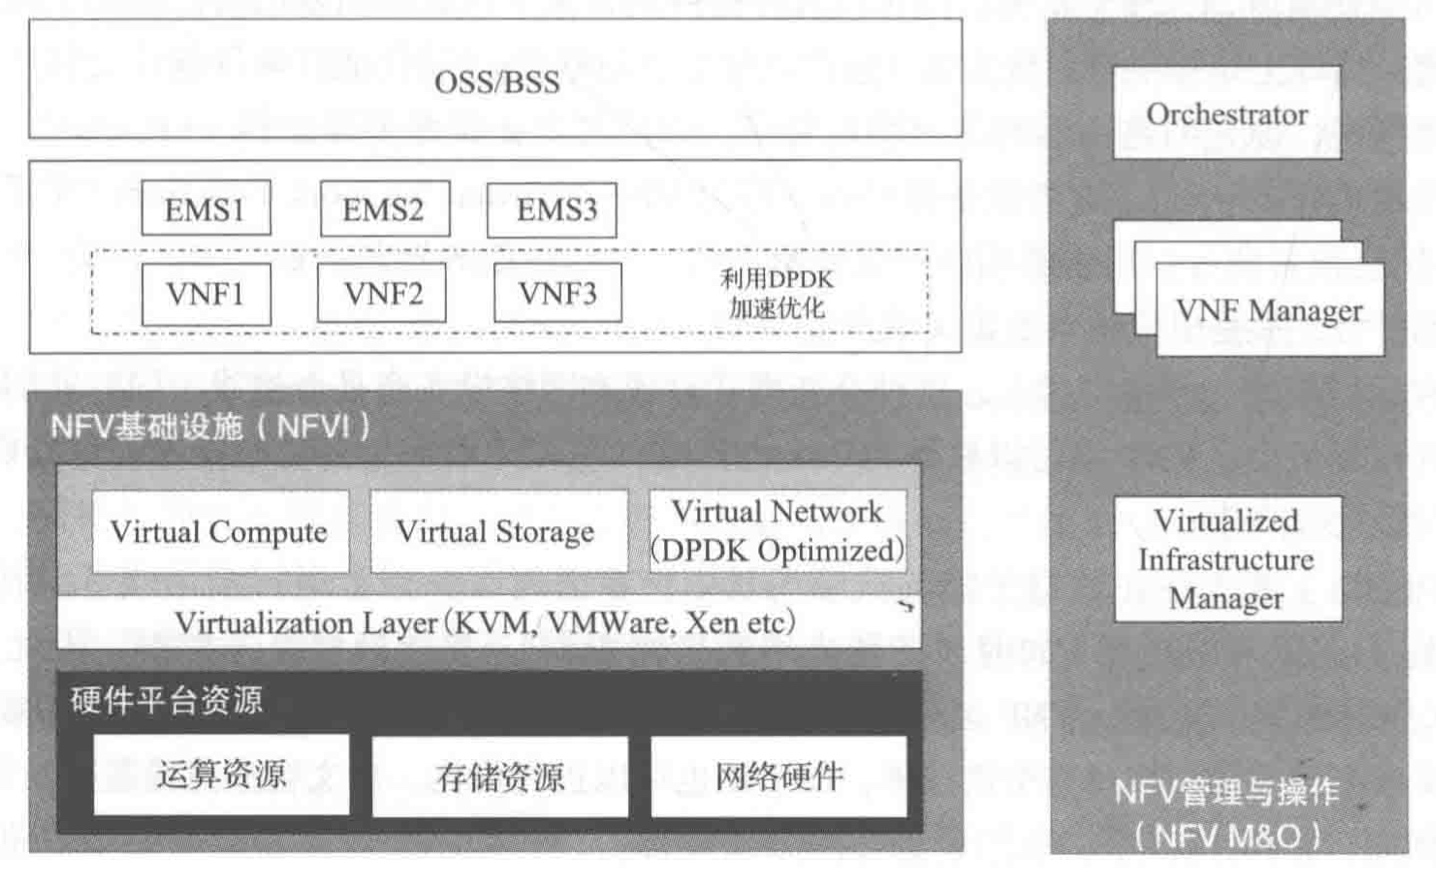 OSS/BSS
EMS1
EMS2
EMS3
VNF1
VNF2
VNF3
利用DPDK
加速优化
NFV基础设施（NFVI）
Virtual Compute
Virtual Storage
Virtual Network
(DPDK Optimized)
Virtualization Layer(KVM, VMWare, Xen etc)
硬件平台资源
运算资源
存储资源
网络硬件
Orchestrator
VNF Manager
Virtualized
Infrastructure
Manager
NFV管理与操作
（NFV M&O）